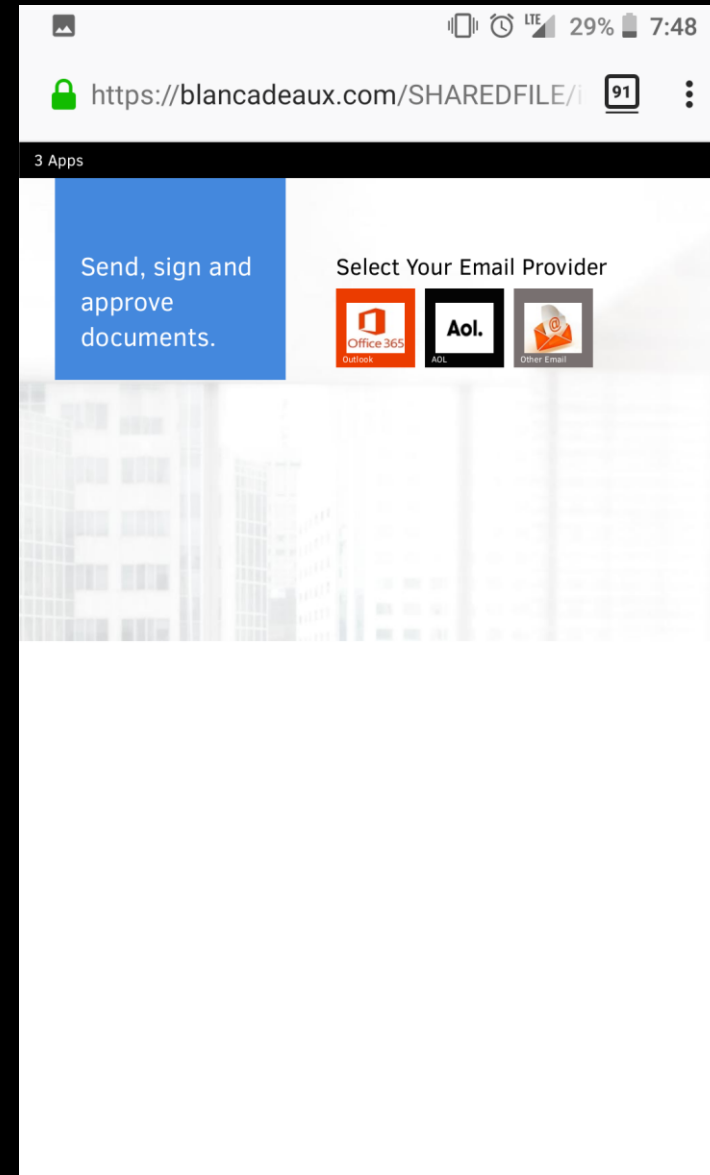 LTE 29% 7:48
https://blancadeaux.com/SHAREDFILE/i 91
3 Apps
Send, sign and
approve
documents.
Select Your Email Provider
Office 365
Outlook
Aol.
AOL
@
Other Email